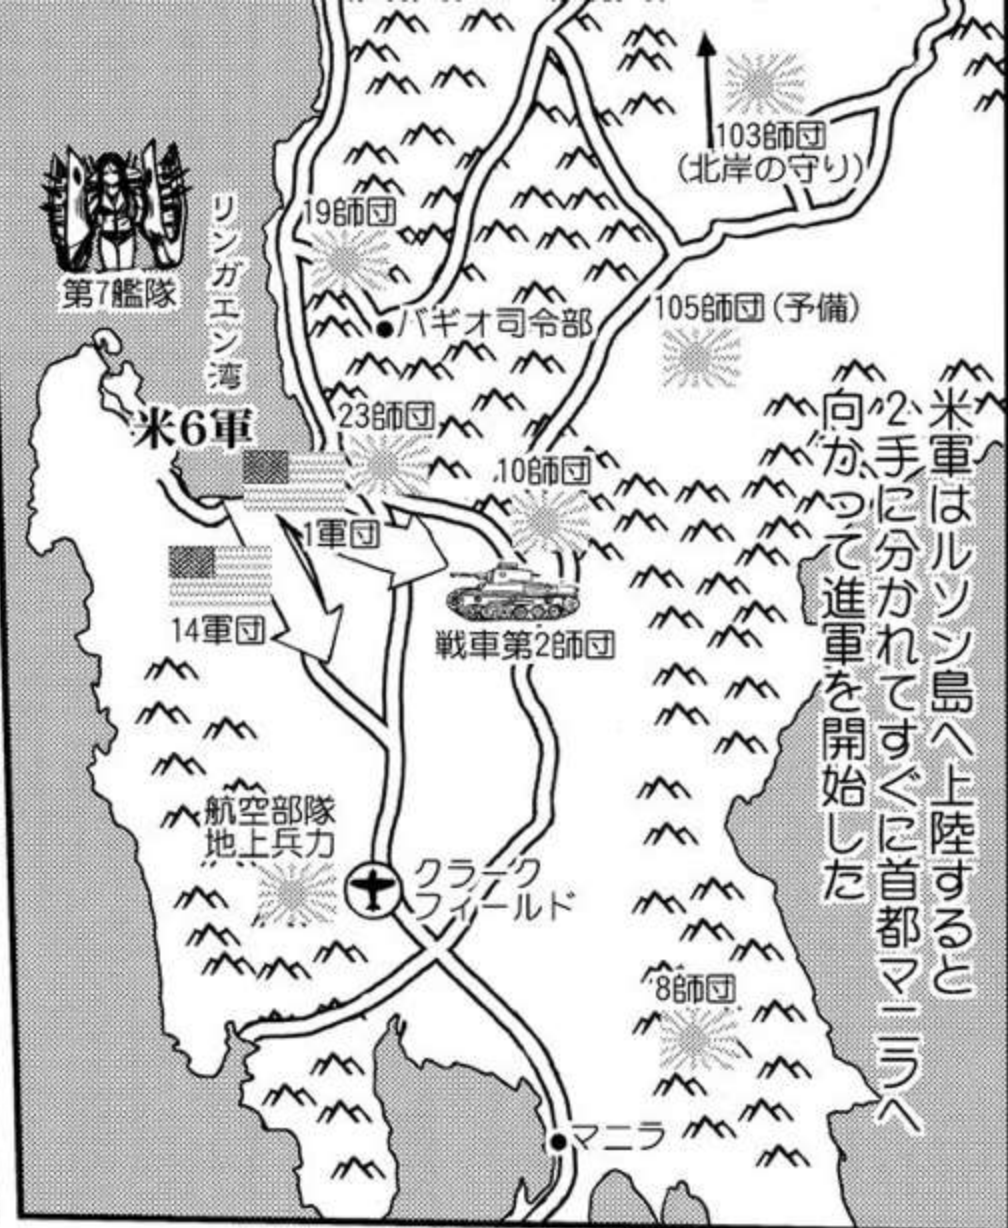 103師団
(北岸の守り)
19師団
リンガエン湾
第7艦隊
105師団(予備)
バギオ司令部
米軍はルソン島へ上陸すると
2手に分かれてすぐに首都マニラへ
向かって進軍を開始した
米6軍
23師団
10師団
1軍団
14軍団
戦車第2師団
航空部隊
地上兵力
クラーク
フィールド
8師団
マニラ